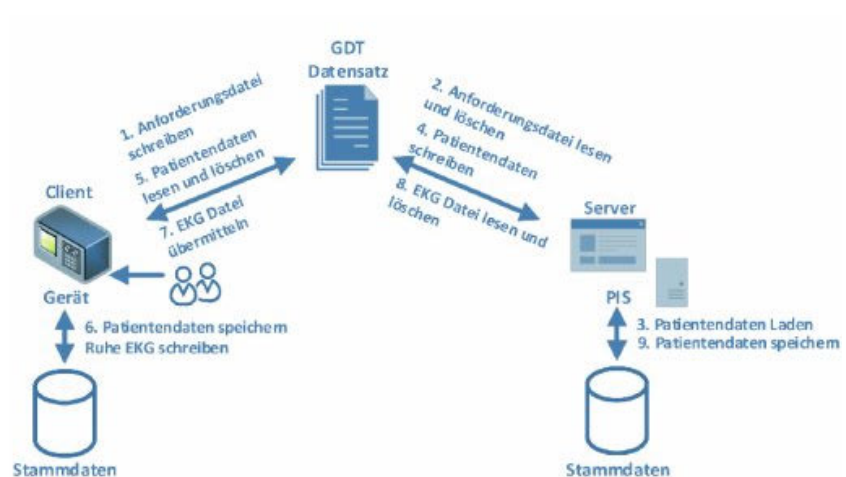 GDT
Datensatz
1. Anforderungsdatei
schreiben
5. Patientendaten
lesen und löschen
7. EKG Datei
übermitteln
2. Anforderungsdatei lesen
und löschen
4. Patientendaten
schreiben
8. EKG Datei lesen und
löschen
Client
Gerät
6. Patientendaten speichern
Ruhe EKG schreiben
Stammdaten
Server
PIS
3. Patientendaten Laden
9. Patientendaten speichern
Stammdaten